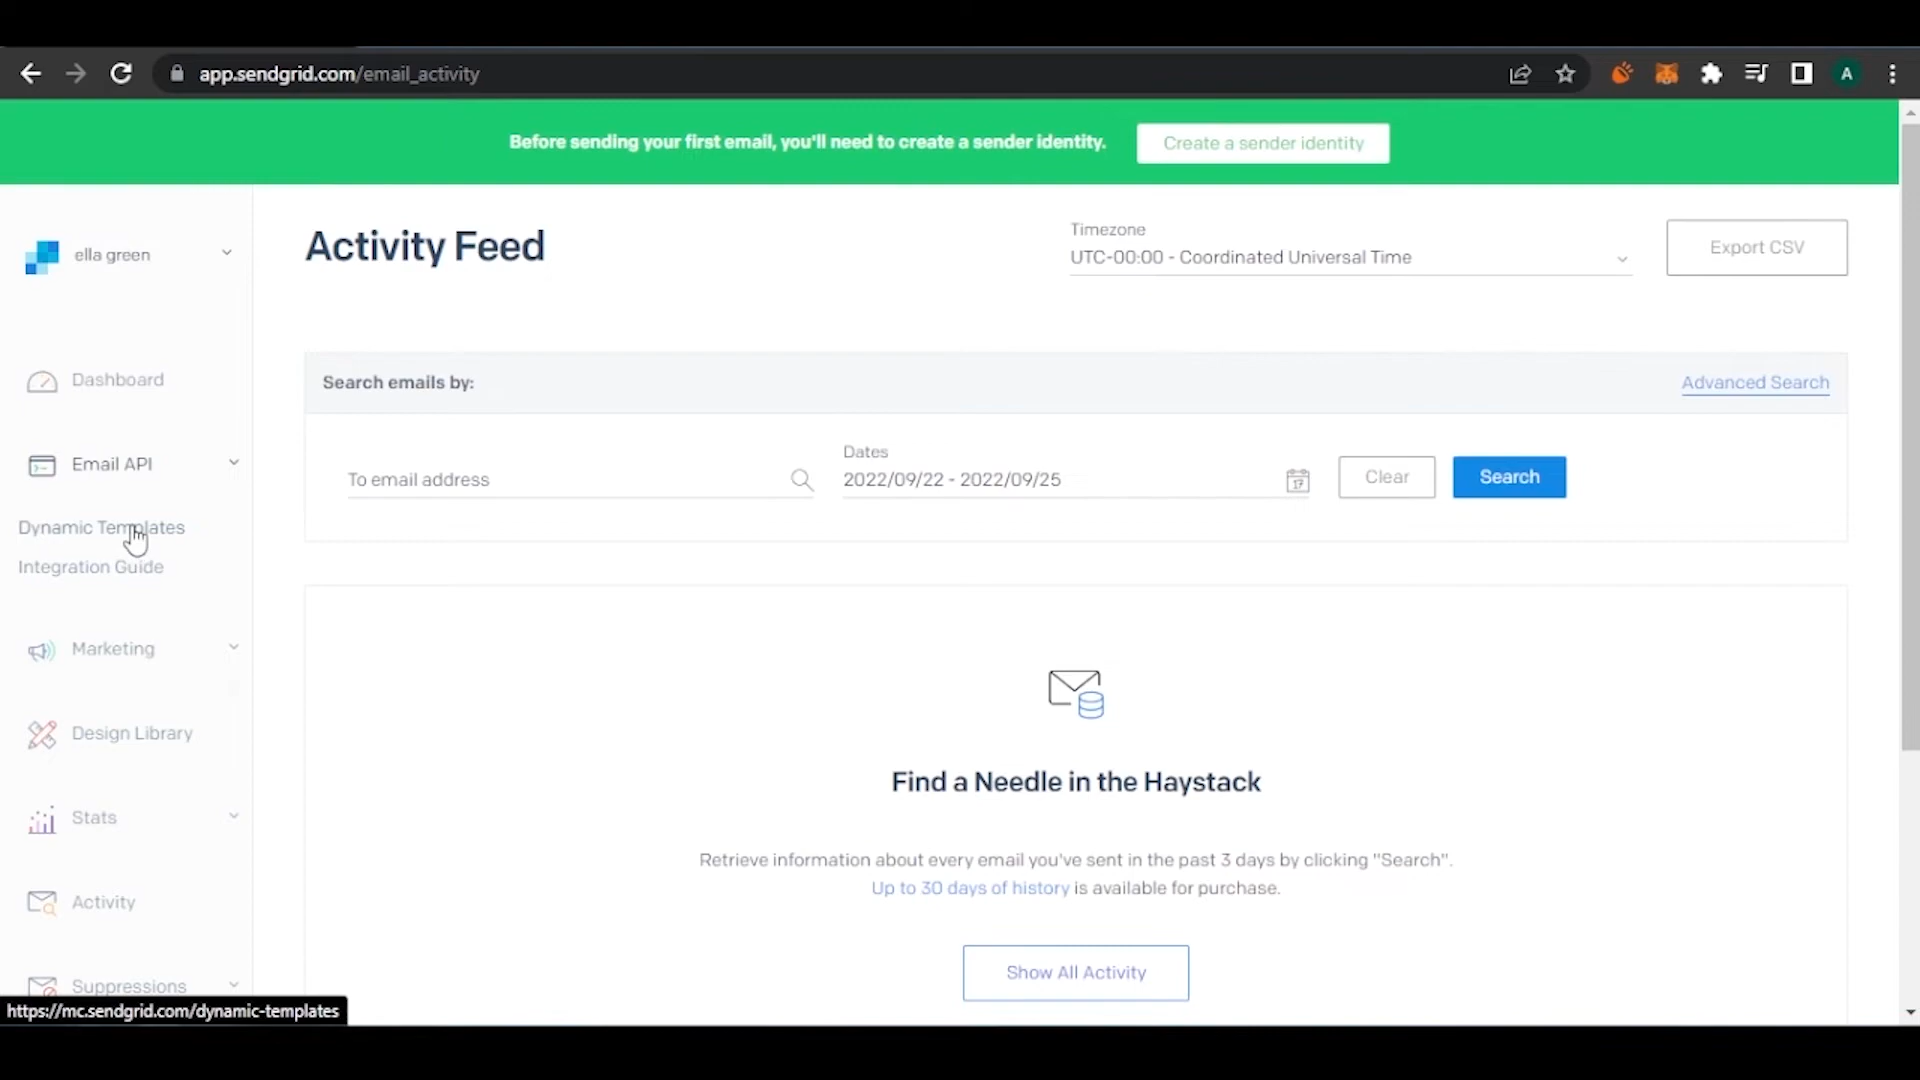 app.sendgrid.com/email_activity
A
Before sending your first email, you'll need to create a sender identity.
Create a sender identity
ella green
Activity Feed
Timezone
UTC-00:00 - Coordinated Universal Time
Export CSV
Dashboard
Search emails by:
Advanced Search
Email API
Dates
To email address
2022/09/22 - 2022/09/25
17
Clear
Search
Dynamic Templates
Integration Guide
Marketing
Design Library
Find a Needle in the Haystack
Stats
Retrieve information about every email you've sent in the past 3 days by clicking "Search".
Up to 30 days of history is available for purchase.
Activity
Show All Activity
Suppressions
https://mc.sendgrid.com/dynamic-templates